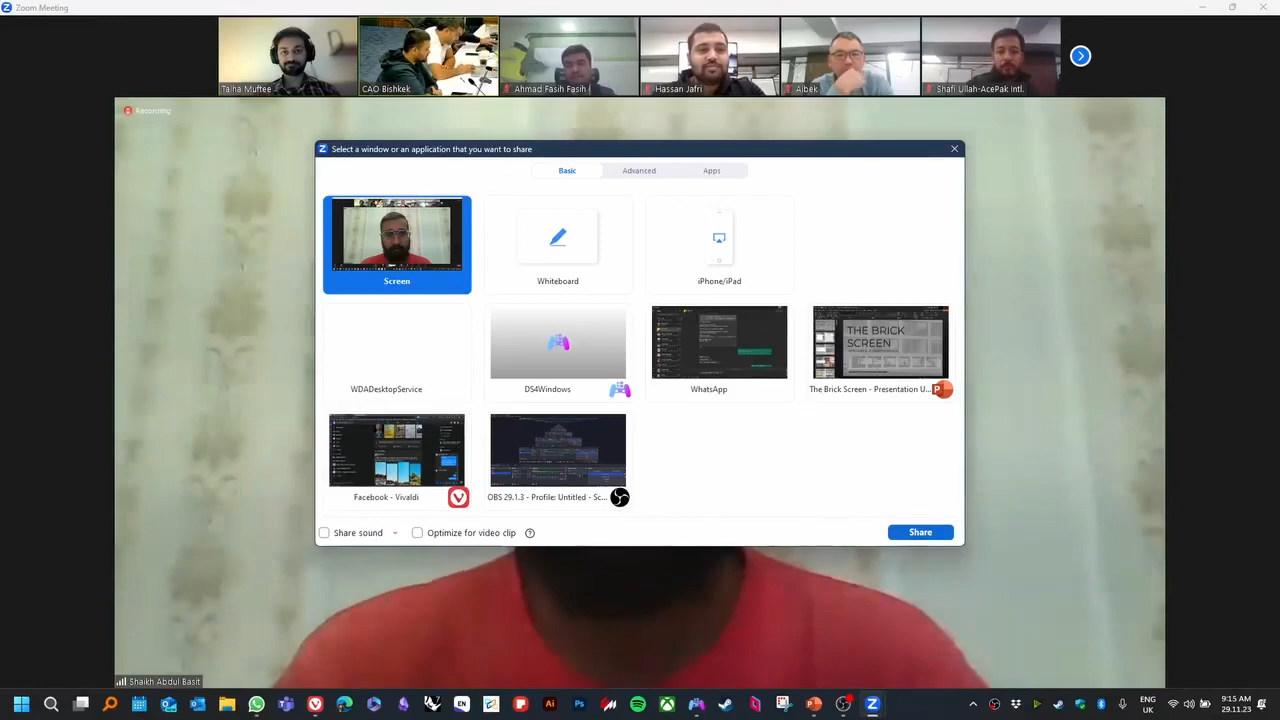 Zoom Meeting
Talha Muftee
CAO Bishkek
Ahmad Fasih Fasih
Hassan Jafri
Aibek
Shafi Ullah-AcePak Intl.
Recording
Select a window or an application that you want to share
Basic
Advanced
Apps
Screen
Whiteboard
iPhone/iPad
WDADesktopService
DS4Windows
WhatsApp
THE BRICK
SCREEN
The Brick Screen - Presentation U...
Facebook - Vivaldi
OBS 29.1.3 - Profile: Untitled - Sc...
Share sound
Optimize for video clip
Share
Shaikh Abdul Basit
EN
Ai
Ps
ENG
UK
9:15 AM
29.11.23